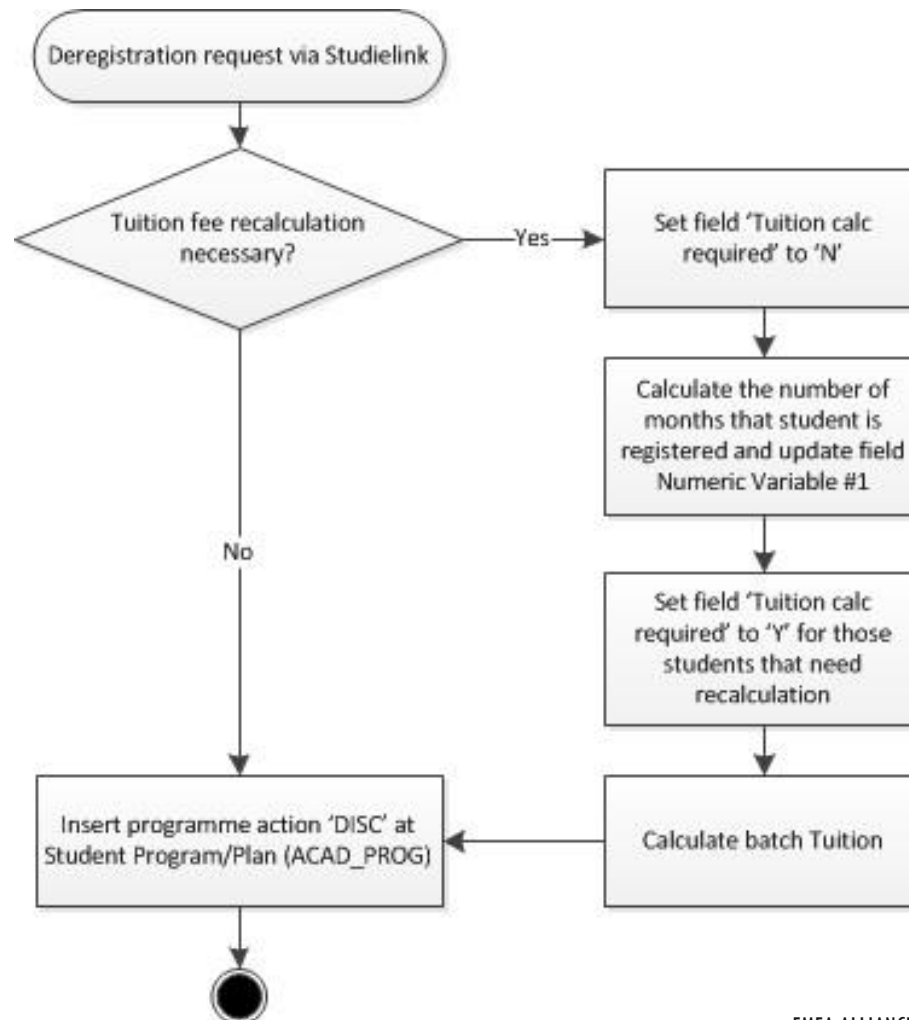 Deregistration request via Studielink
Tuition fee recalculation
necessary?
Yes
Set field ‘Tuition calc
required’ to ‘N’
Calculate the number of
months that student is
registered and update field
Numeric Variable #1
No
Set field ‘Tuition calc
required’ to ‘Y’ for those
students that need
recalculation
Insert programme action ‘DISC’ at
Student Program/Plan (ACAD_PROG)
Calculate batch Tuition
EMEA ALLIANCE